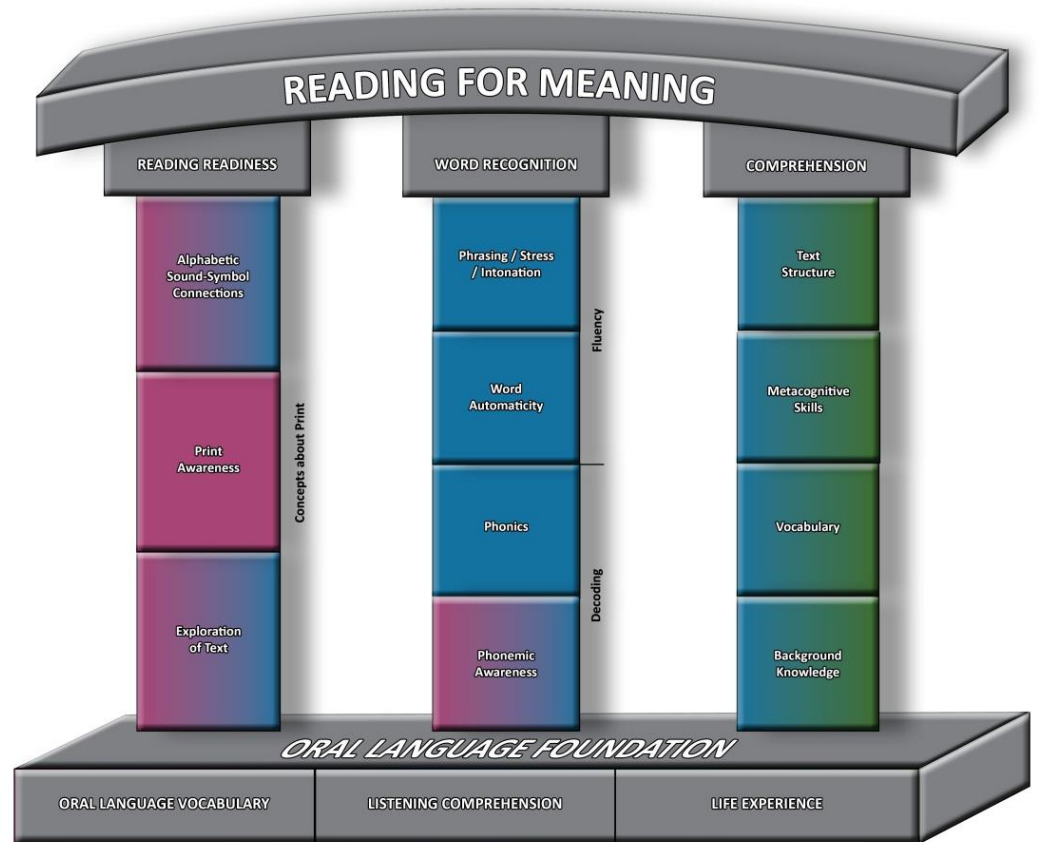 READING FOR MEANING
READING READINESS
WORD RECOGNITION
COMPREHENSION
Alphabetic
Sound-Symbol
Connections
Print
Awareness
Exploration
of Text
Concepts about Print
Phrasing / Stress
/ Intonation
Word
Automaticity
Phonics
Phonemic
Awareness
Fluency
Decoding
Text
Structure
Metacognitive
Skills
Vocabulary
Background
Knowledge
ORAL LANGUAGE FOUNDATION
ORAL LANGUAGE VOCABULARY
LISTENING COMPREHENSION
LIFE EXPERIENCE